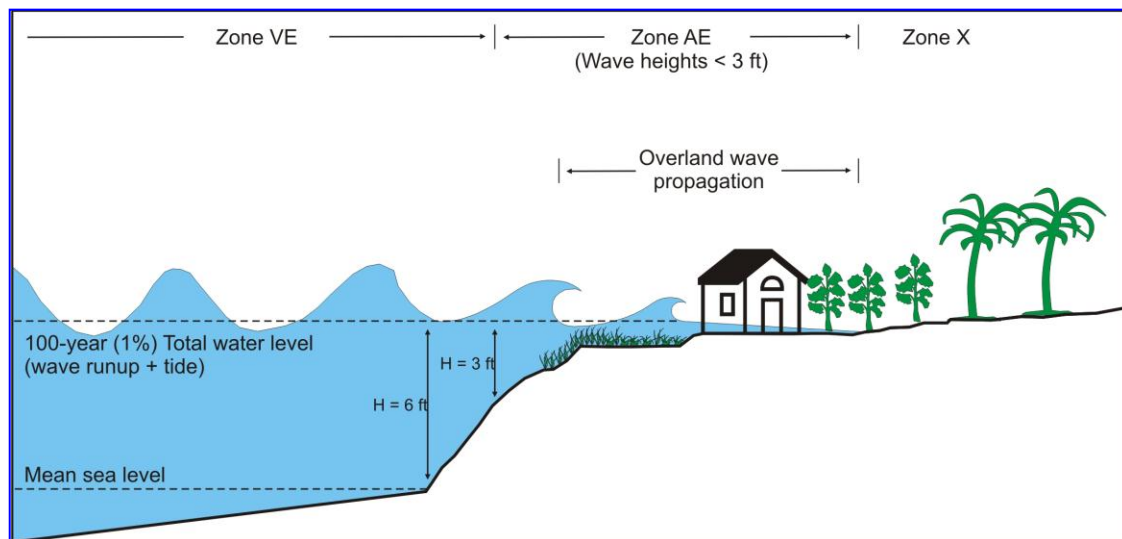 Zone VE
Zone AE
(Wave heights < 3 ft)
Zone X
Overland wave
propagation
100-year (1%) Total water level
(wave runup + tide)
H = 3 ft
H = 6 ft
Mean sea level